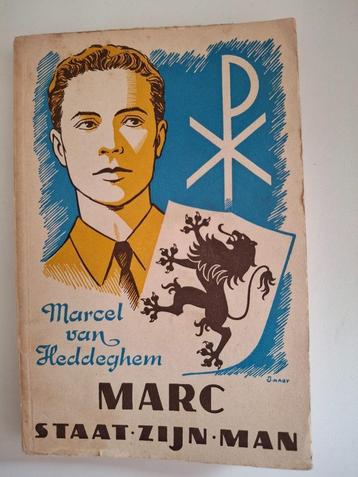 Marcel
van
Heddeghem
MARC
STAAT·ZIJN·MAN